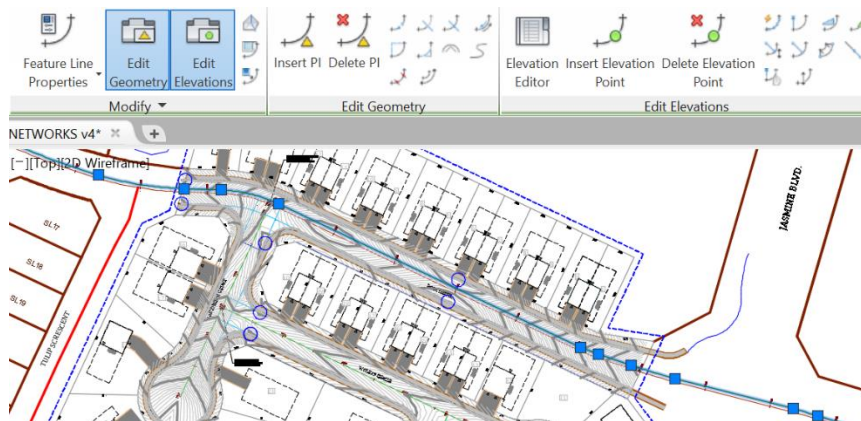 Feature Line
Properties
Edit
Geometry
Edit
Elevations
Modify
Insert PI
Delete PI
Edit Geometry
Elevation
Editor
Insert Elevation
Point
Delete Elevation
Point
Edit Elevations
NETWORKS v4*
[−][Top][2D Wireframe]
JASMINE BLVD.
SL17
SL18
SL19
TULIP SCRESCENT